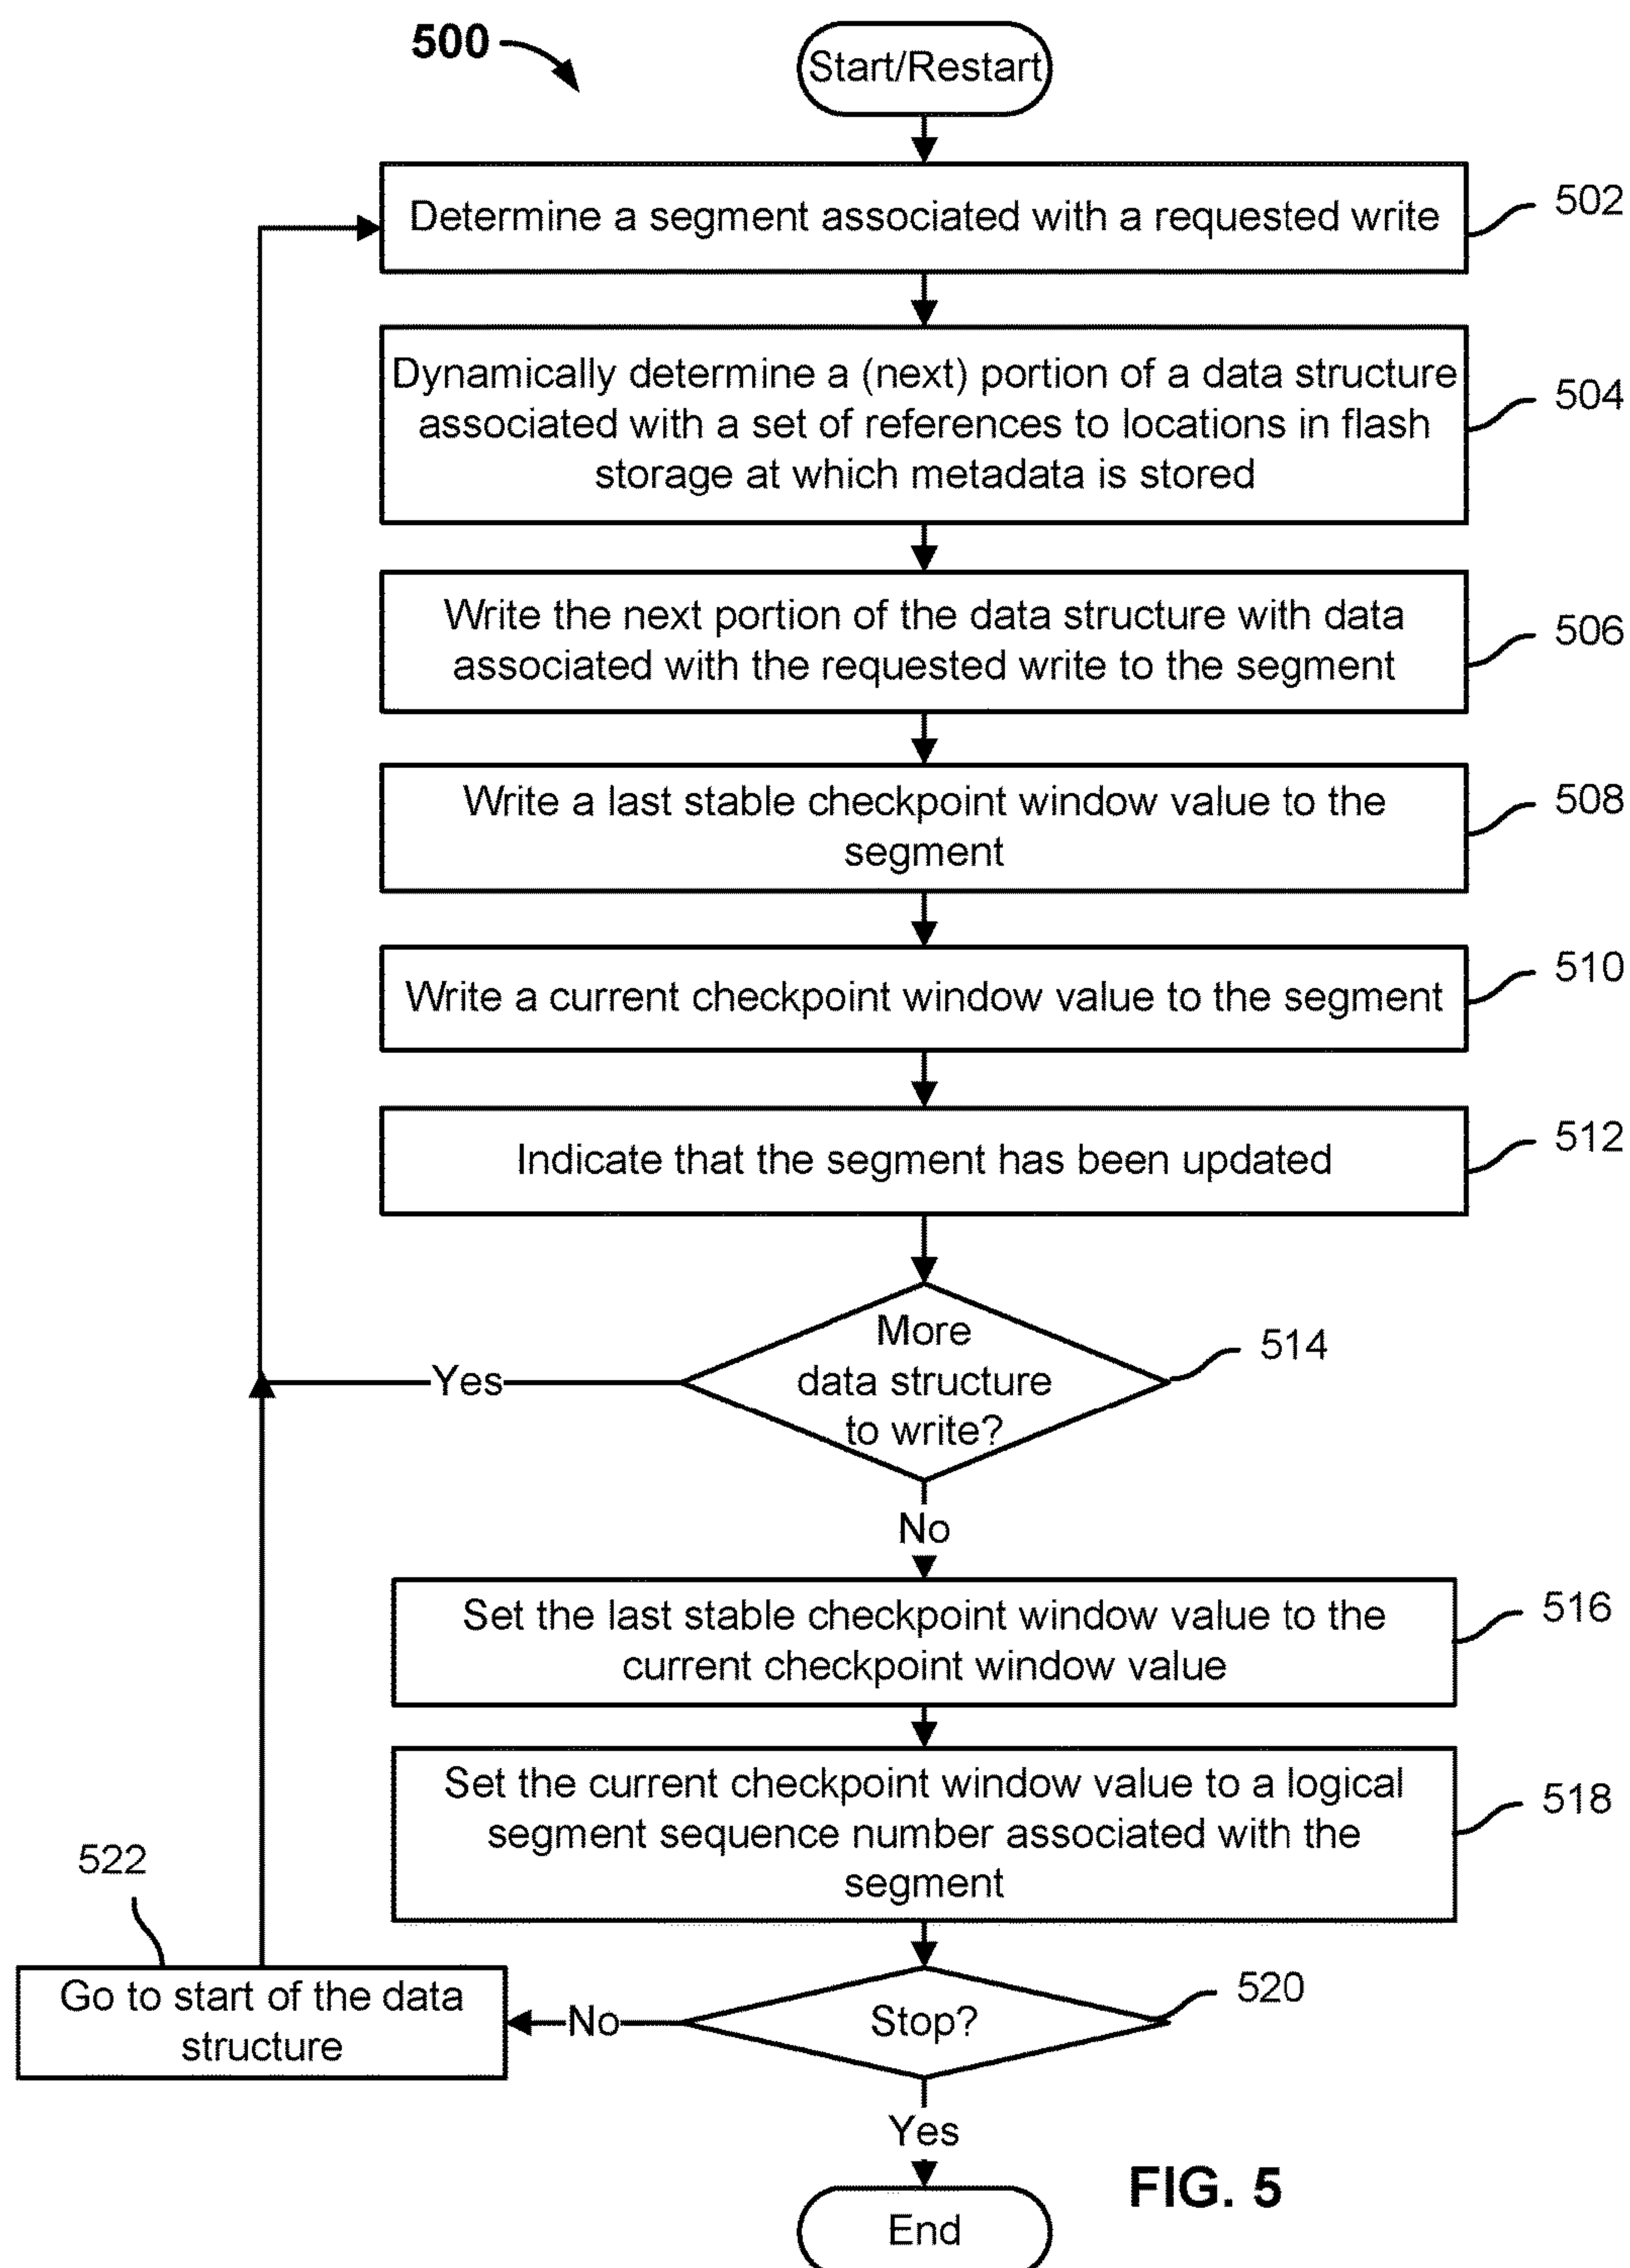 500
Start/Restart
Determine a segment associated with a requested write
502
Dynamically determine a (next) portion of a data structure
associated with a set of references to locations in flash
storage at which metadata is stored
504
Write the next portion of the data structure with data
associated with the requested write to the segment
506
Write a last stable checkpoint window value to the
segment
508
Write a current checkpoint window value to the segment
510
Indicate that the segment has been updated
512
More
data structure
to write?
514
Yes
No
Set the last stable checkpoint window value to the
current checkpoint window value
516
Set the current checkpoint window value to a logical
segment sequence number associated with the
segment
518
522
Go to start of the data
structure
No
Stop?
520
Yes
End
FIG. 5